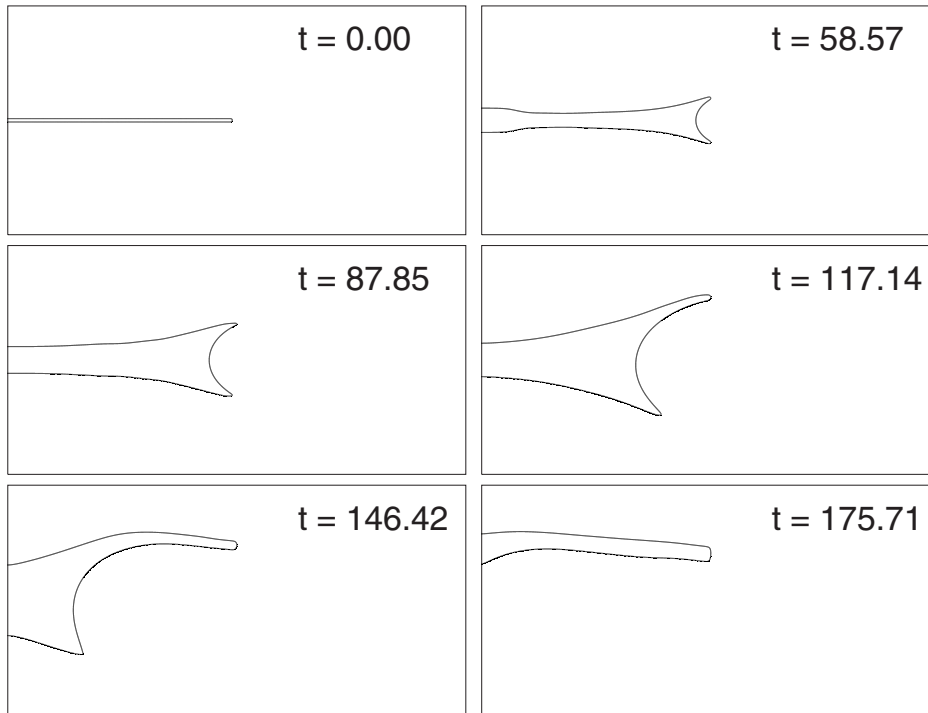 t = 0.00
t = 58.57
t = 87.85
t = 117.14
t = 146.42
t = 175.71